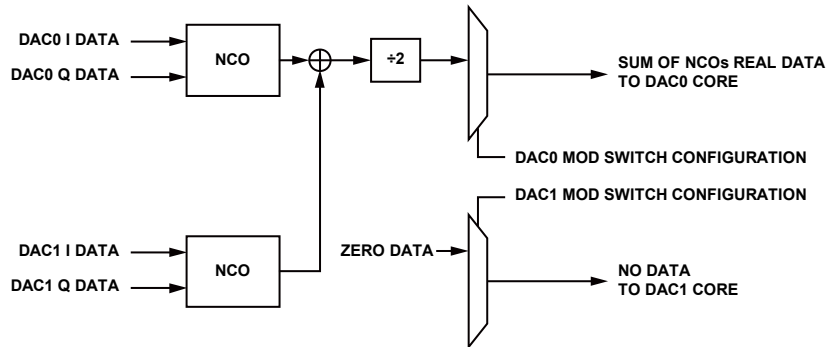 DAC0 I DATA
DAC0 Q DATA
NCO
÷2
SUM OF NCOs REAL DATA
TO DAC0 CORE
DAC0 MOD SWITCH CONFIGURATION
DAC1 MOD SWITCH CONFIGURATION
DAC1 I DATA
DAC1 Q DATA
NCO
ZERO DATA
NO DATA
TO DAC1 CORE